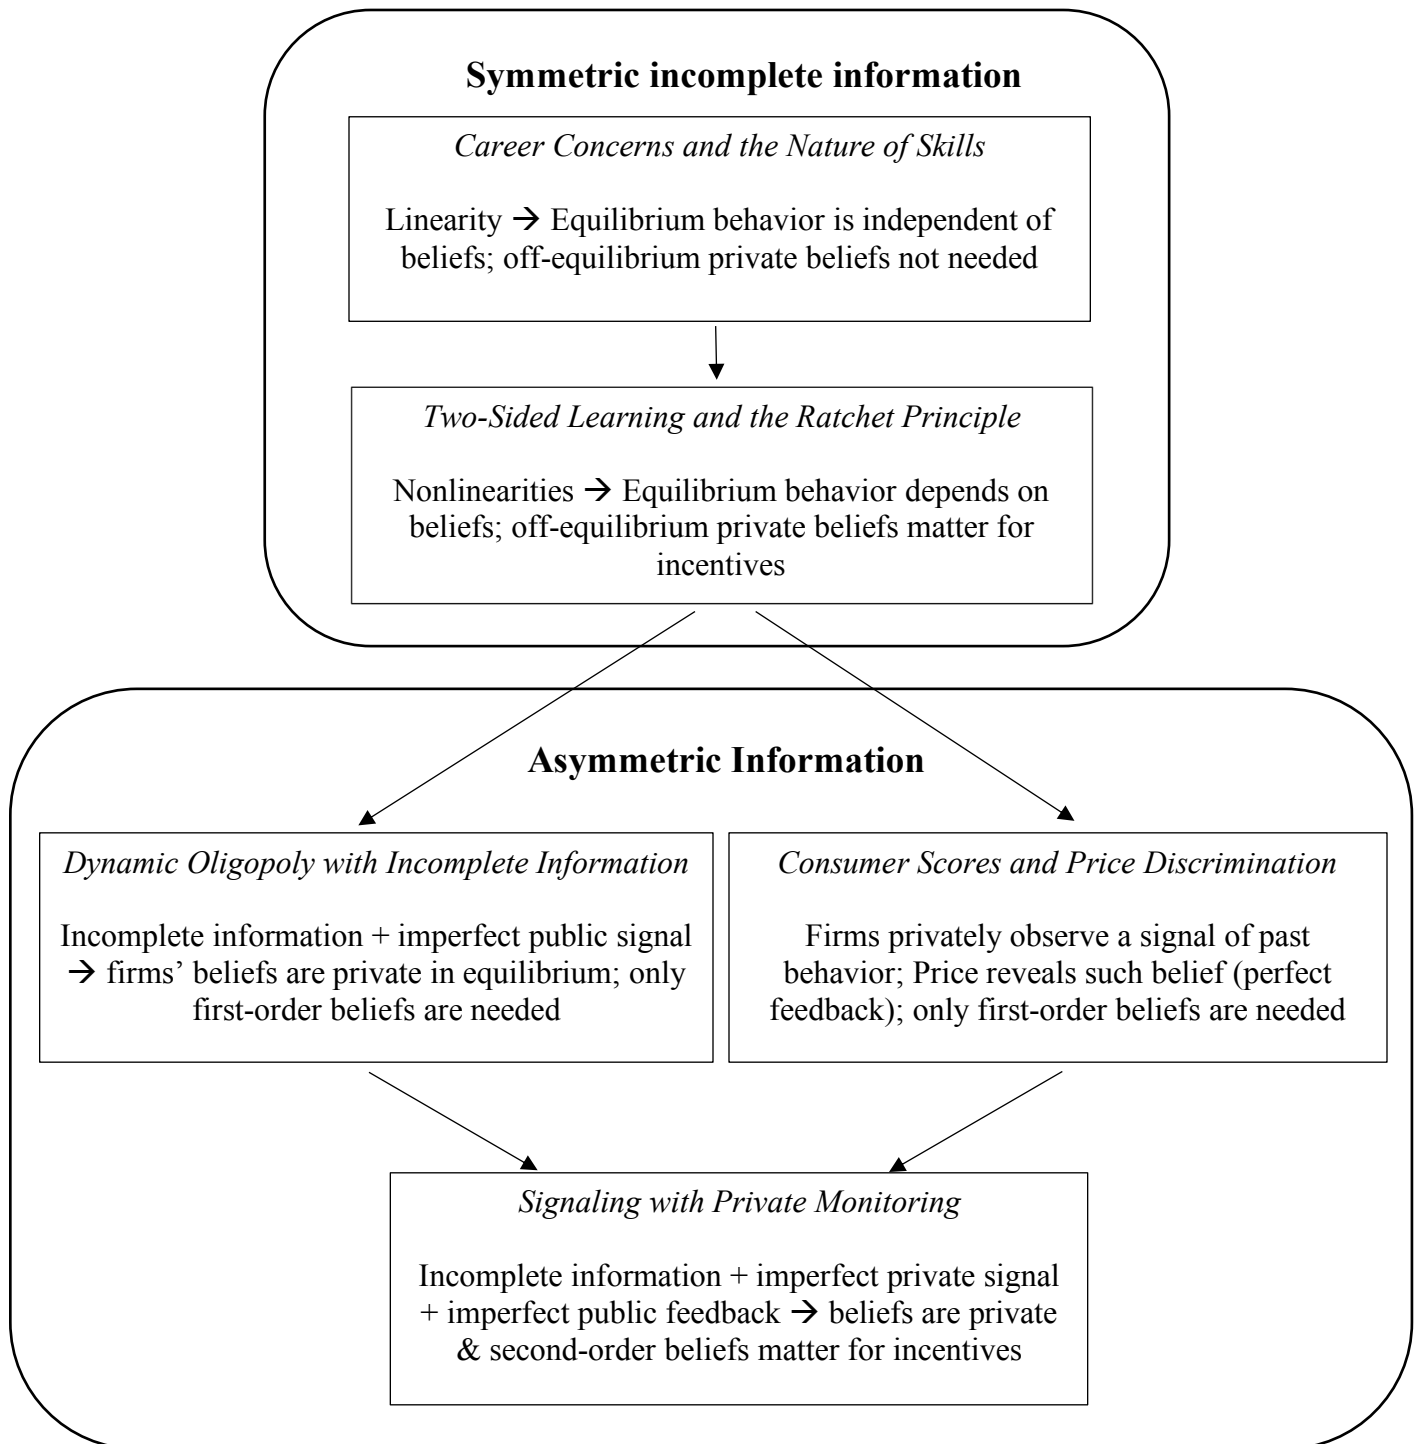 Symmetric incomplete information
Career Concerns and the Nature of Skills
Linearity → Equilibrium behavior is independent of
beliefs; off-equilibrium private beliefs not needed
Two-Sided Learning and the Ratchet Principle
Nonlinearities → Equilibrium behavior depends on
beliefs; off-equilibrium private beliefs matter for
incentives
Asymmetric Information
Dynamic Oligopoly with Incomplete Information
Incomplete information + imperfect public signal
→ firms’ beliefs are private in equilibrium; only
first-order beliefs are needed
Consumer Scores and Price Discrimination
Firms privately observe a signal of past
behavior; Price reveals such belief (perfect
feedback); only first-order beliefs are needed
Signaling with Private Monitoring
Incomplete information + imperfect private signal
+ imperfect public feedback → beliefs are private
& second-order beliefs matter for incentives